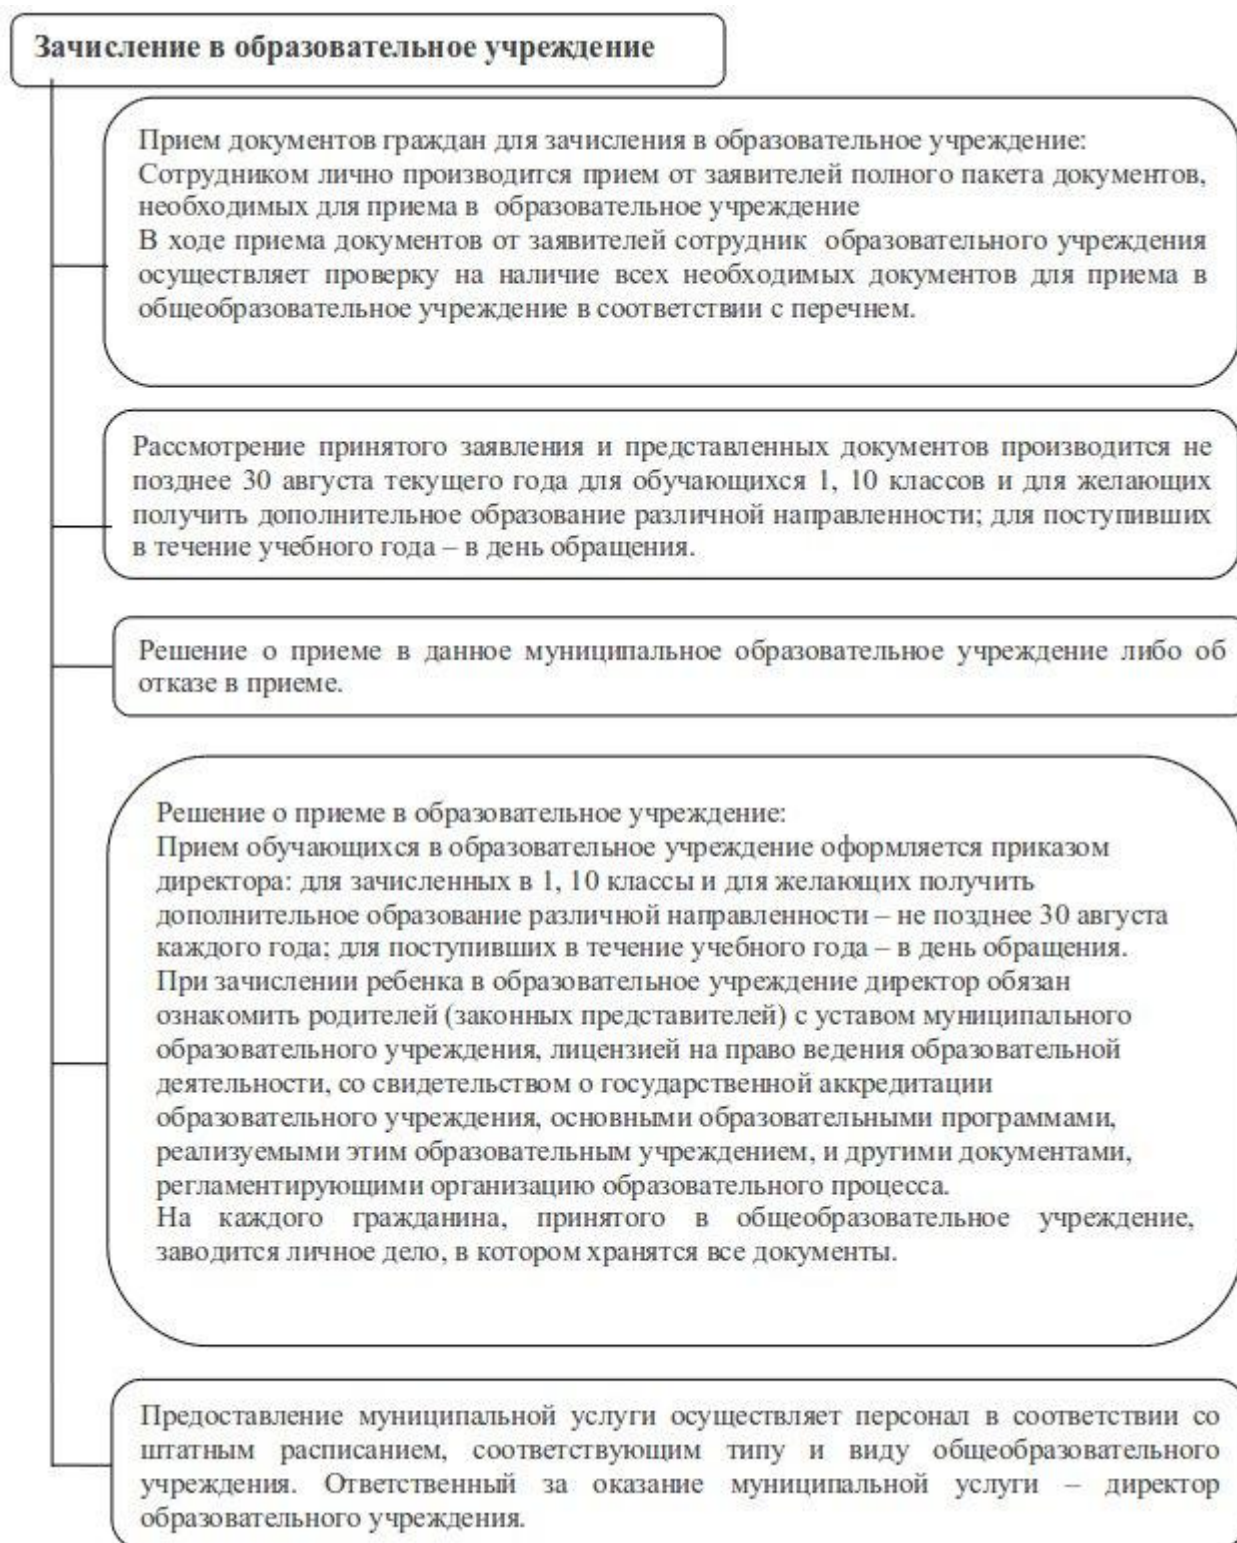 Зачисление в образовательное учреждение
Прием документов граждан для зачисления в образовательное учреждение:
Сотрудником лично производится прием от заявителей полного пакета документов,
необходимых для приема в образовательное учреждение
В ходе приема документов от заявителей сотрудник образовательного учреждения
осуществляет проверку на наличие всех необходимых документов для приема в
общеобразовательное учреждение в соответствии с перечнем.
Рассмотрение принятого заявления и представленных документов производится не
позднее 30 августа текущего года для обучающихся 1, 10 классов и для желающих
получить дополнительное образование различной направленности; для поступивших
в течение учебного года – в день обращения.
Решение о приеме в данное муниципальное образовательное учреждение либо об
отказе в приеме.
Решение о приеме в образовательное учреждение:
Прием обучающихся в образовательное учреждение оформляется приказом
директора: для зачисленных в 1, 10 классы и для желающих получить
дополнительное образование различной направленности – не позднее 30 августа
каждого года; для поступивших в течение учебного года – в день обращения.
При зачислении ребенка в образовательное учреждение директор обязан
ознакомить родителей (законных представителей) с уставом муниципального
образовательного учреждения, лицензией на право ведения образовательной
деятельности, со свидетельством о государственной аккредитации
образовательного учреждения, основными образовательными программами,
реализуемыми этим образовательным учреждением, и другими документами,
регламентирующими организацию образовательного процесса.
На каждого гражданина, принятого в общеобразовательное учреждение,
заводится личное дело, в котором хранятся все документы.
Предоставление муниципальной услуги осуществляет персонал в соответствии со
штатным расписанием, соответствующим типу и виду общеобразовательного
учреждения. Ответственный за оказание муниципальной услуги – директор
образовательного учреждения.